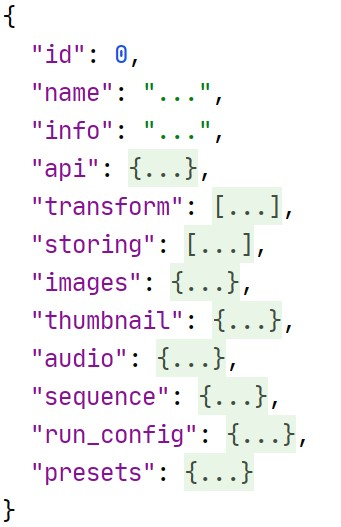 {
"id": 0,
"name": "...",
"info": "...",
"api": {...},
"transform": [...],
"storing": [...],
"images": {...},
"thumbnail": {...},
"audio": {...},
"sequence": {...},
"run_config": {...},
"presets": {...}
}